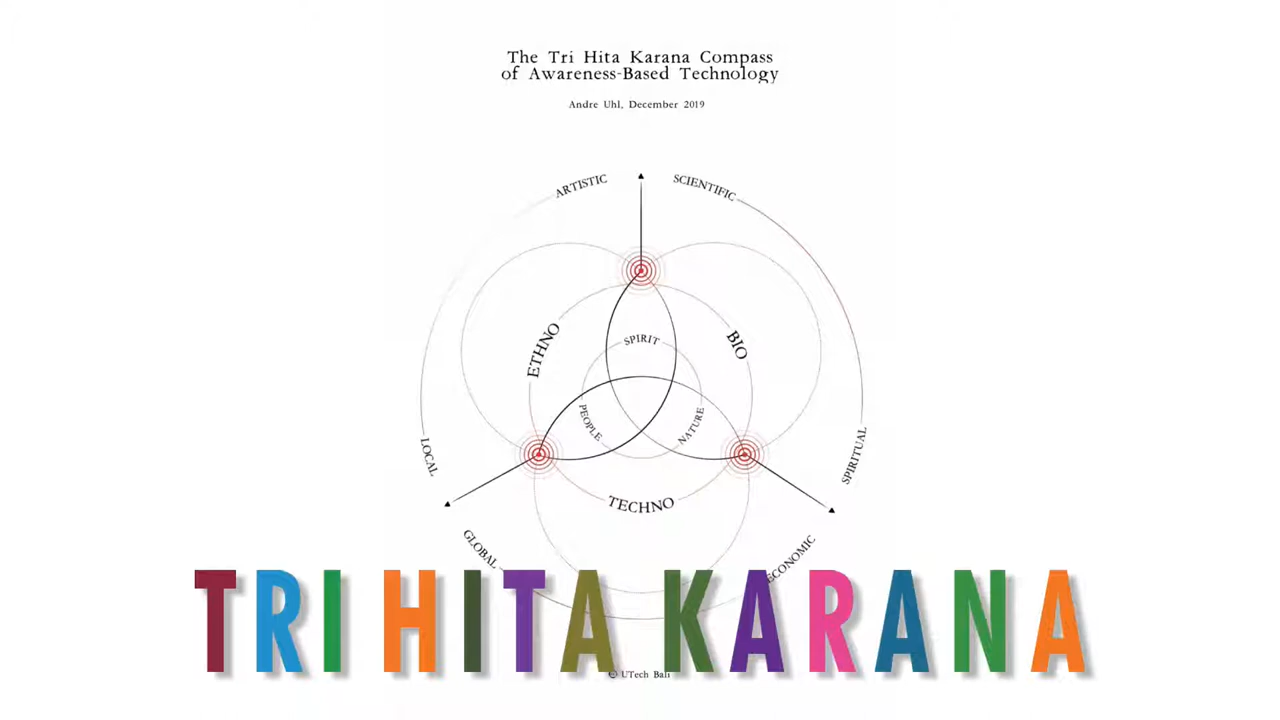 The Tri Hita Karana Compass
of Awareness-Based Technology
Andre Uhl, December 2019
ARTISTIC
SCIENTIFIC
ETHNO
SPIRIT
BIO
PEOPLE
NATURE
LOCAL
SPIRITUAL
TECHNO
GLOBAL
ECONOMIC
TRI HITA KARANA
© UTech Bali